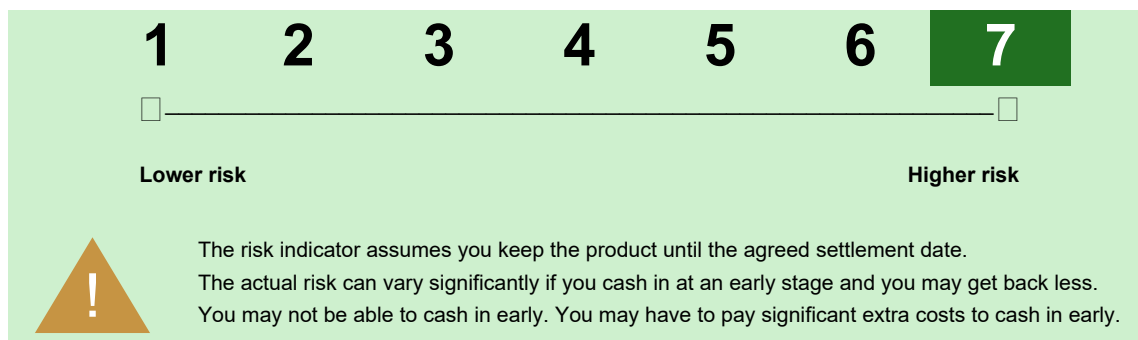 1 2 3 4 5 6 7
Lower risk Higher risk
!
The risk indicator assumes you keep the product until the agreed settlement date.
The actual risk can vary significantly if you cash in at an early stage and you may get back less.
You may not be able to cash in early. You may have to pay significant extra costs to cash in early.